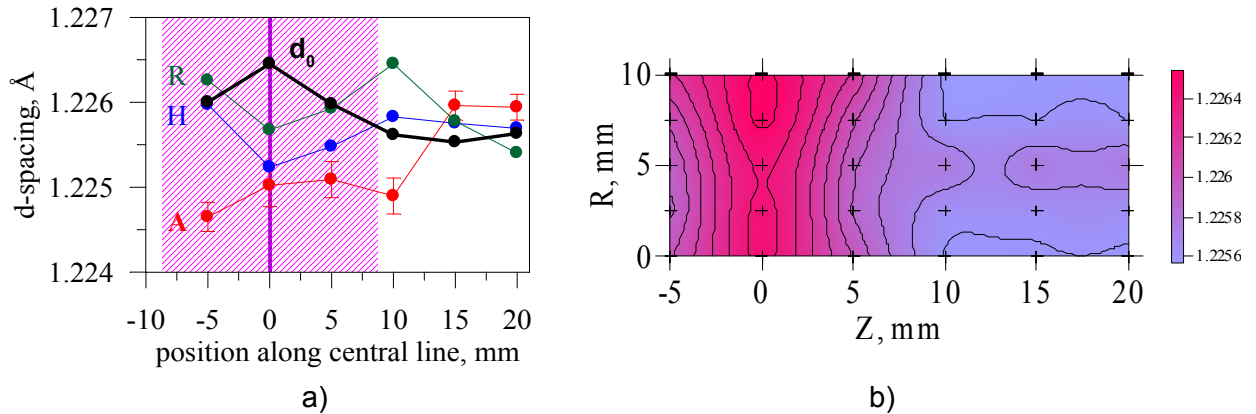 1.227
1.226
1.225
1.224
d-spacing, Å
R
H
A
d0
-10 -5 0 5 10 15 20
position along central line, mm
a)
10
5
0
R, mm
-5 0 5 10 15 20
Z, mm
1.2264
1.226
1.2258
1.2256
b)